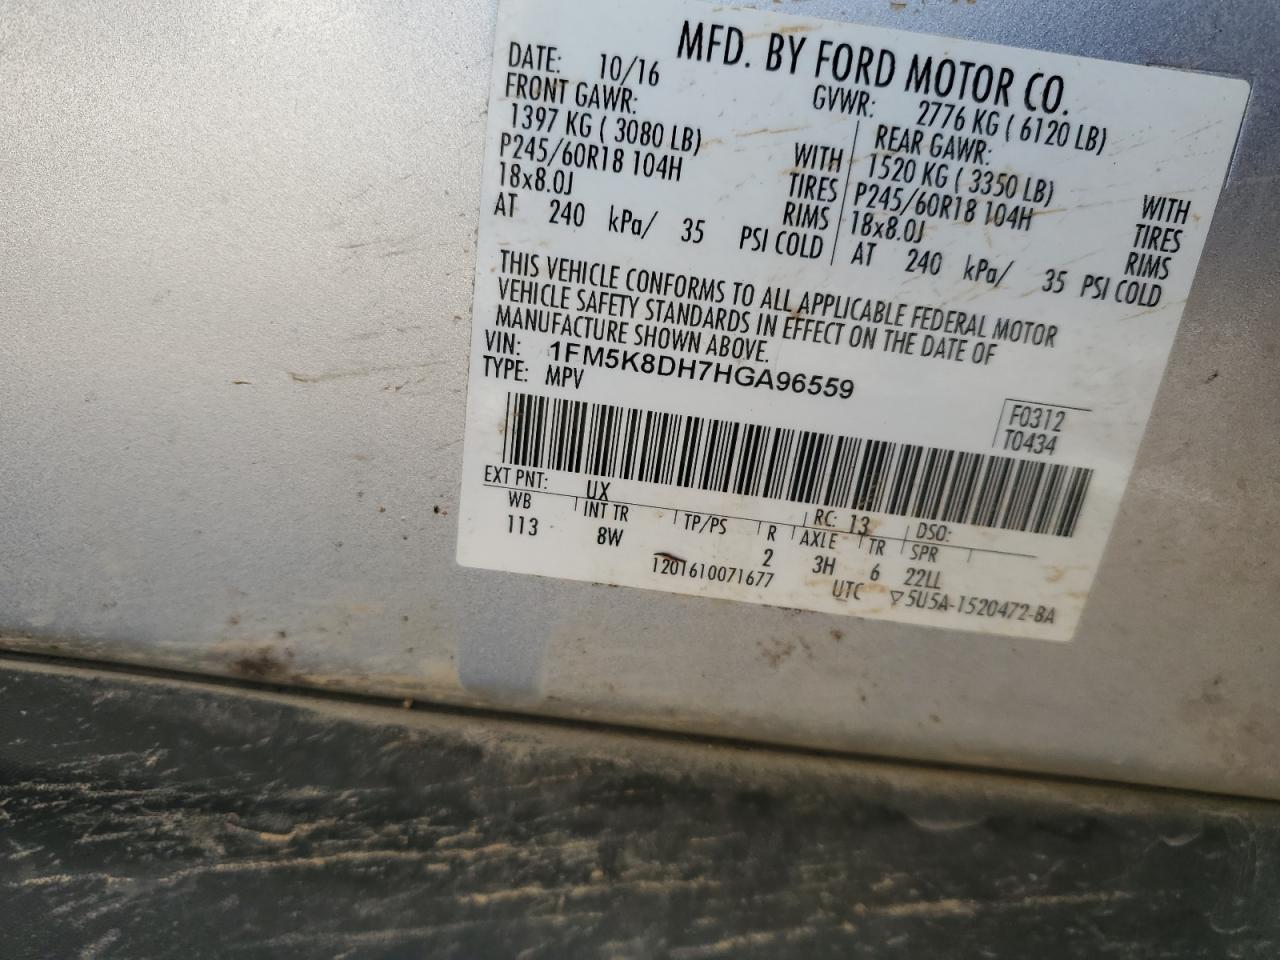 MFD. BY FORD MOTOR CO.
DATE: 10/16 GVWR: 2776 KG ( 6120 LB)
FRONT GAWR: REAR GAWR:
1397 KG ( 3080 LB) WITH 1520 KG ( 3350 LB) WITH
P245/60R18 104H TIRES P245/60R18 104H TIRES
18x8.0J RIMS 18x8.0J RIMS
AT 240 kPa/ 35 PSI COLD AT 240 kPa/ 35 PSI COLD
THIS VEHICLE CONFORMS TO ALL APPLICABLE FEDERAL MOTOR
VEHICLE SAFETY STANDARDS IN EFFECT ON THE DATE OF
MANUFACTURE SHOWN ABOVE.
VIN: 1FM5K8DH7HGA96559
TYPE: MPV
F0312
T0434
EXT PNT: UX RC: 13 DSO:
WB INT TR TP/PS R AXLE TR SPR
113 8W 2 3H 6 22LL
1201610071677 UTC ▽5U5A-1520472-BA